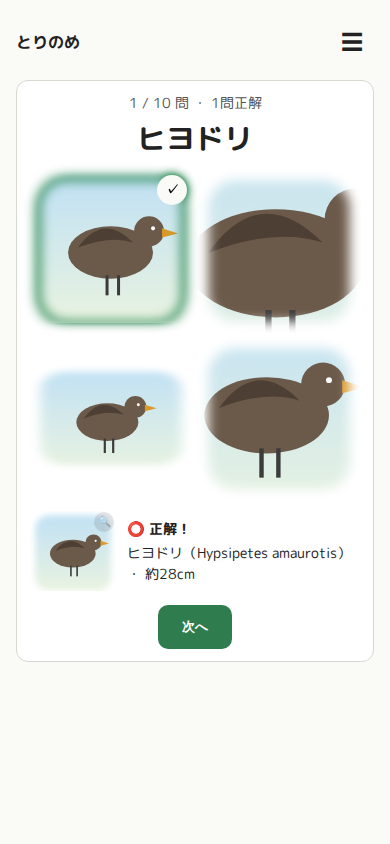 とりのめ
1 / 10 問 · 1問正解
ヒヨドリ
⭕ 正解！
ヒヨドリ（Hypsipetes amaurotis）
· 約28cm
次へ